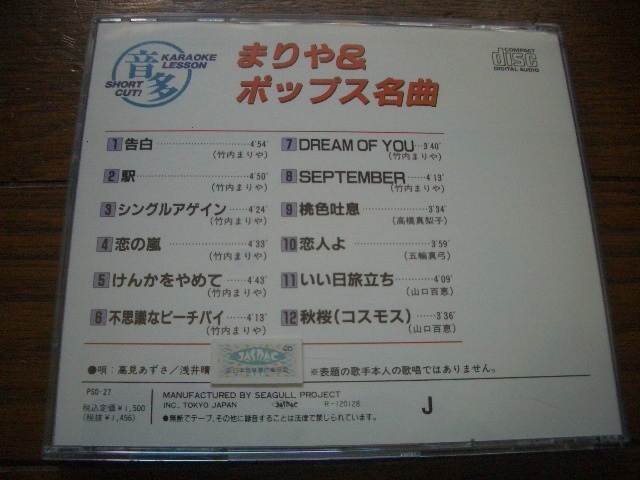 音多
KARAOKE
LESSON
SHORT
CUT!
まりや&
ポップス名曲
COMPACT
disc
DIGITAL AUDIO
1 告白 4'54"
(竹内まりや)
2 駅 4'50"
(竹内まりや)
3 シングルアゲイン 4'24"
(竹内まりや)
4 恋の嵐 4'33"
(竹内まりや)
5 けんかをやめて 4'43"
(竹内まりや)
6 不思議なピーチパイ 4'13"
(竹内まりや)
7 DREAM OF YOU 3'40"
(竹内まりや)
8 SEPTEMBER 4'13"
(竹内まりや)
9 桃色吐息 3'34"
(高橋真梨子)
10 恋人よ 3'59"
(五輪真弓)
11 いい日旅立ち 4'09"
(山口百恵)
12 秋桜(コスモス) 3'36"
(山口百恵)
●唄:高見あずさ/浅井晴
※表題の歌手本人の歌唱ではありません。
JASRAC
PSD-27
税込定価¥1,500
(税抜¥1,456)
MANUFACTURED BY SEAGULL PROJECT
INC., TOKYO JAPAN JASRAC R-120128
●無断でテープ、その他に録音することは法律で禁じられています。
J